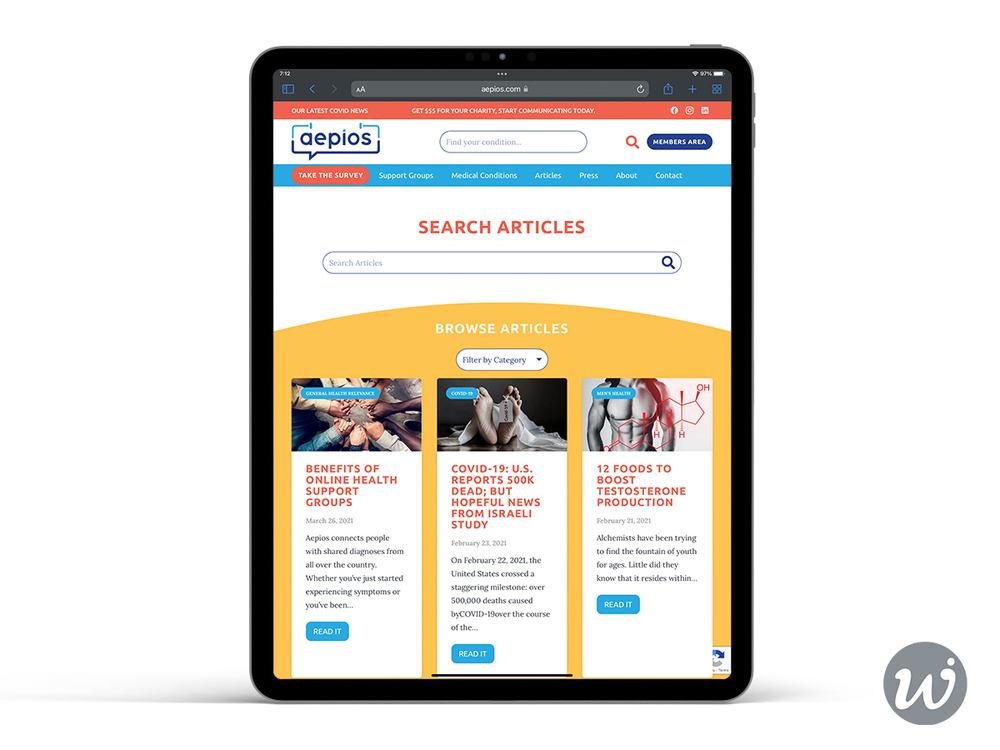 7:12
97%
AA
aepios.com
OUR LATEST COVID NEWS
GET $$$ FOR YOUR CHARITY, START COMMUNICATING TODAY.
aepios
Find your condition...
MEMBERS AREA
TAKE THE SURVEY
Support Groups
Medical Conditions
Articles
Press
About
Contact
SEARCH ARTICLES
Search Articles
BROWSE ARTICLES
Filter by Category
GENERAL HEALTH RELEVANCE
BENEFITS OF
ONLINE HEALTH
SUPPORT
GROUPS
March 26, 2021
Aepios connects people
with shared diagnoses from
all over the country.
Whether you've just started
experiencing symptoms or
you've been...
READ IT
COVID-19
COVID-19: U.S.
REPORTS 500K
DEAD; BUT
HOPEFUL NEWS
FROM ISRAELI
STUDY
February 23, 2021
On February 22, 2021, the
United States crossed a
staggering milestone: over
500,000 deaths caused
byCOVID-19over the course
of the...
READ IT
MEN'S HEALTH
OH
H
H
H
12 FOODS TO
BOOST
TESTOSTERONE
PRODUCTION
February 21, 2021
Alchemists have been trying
to find the fountain of youth
for ages. Little did they
know that it resides within...
READ IT
Terms
wi